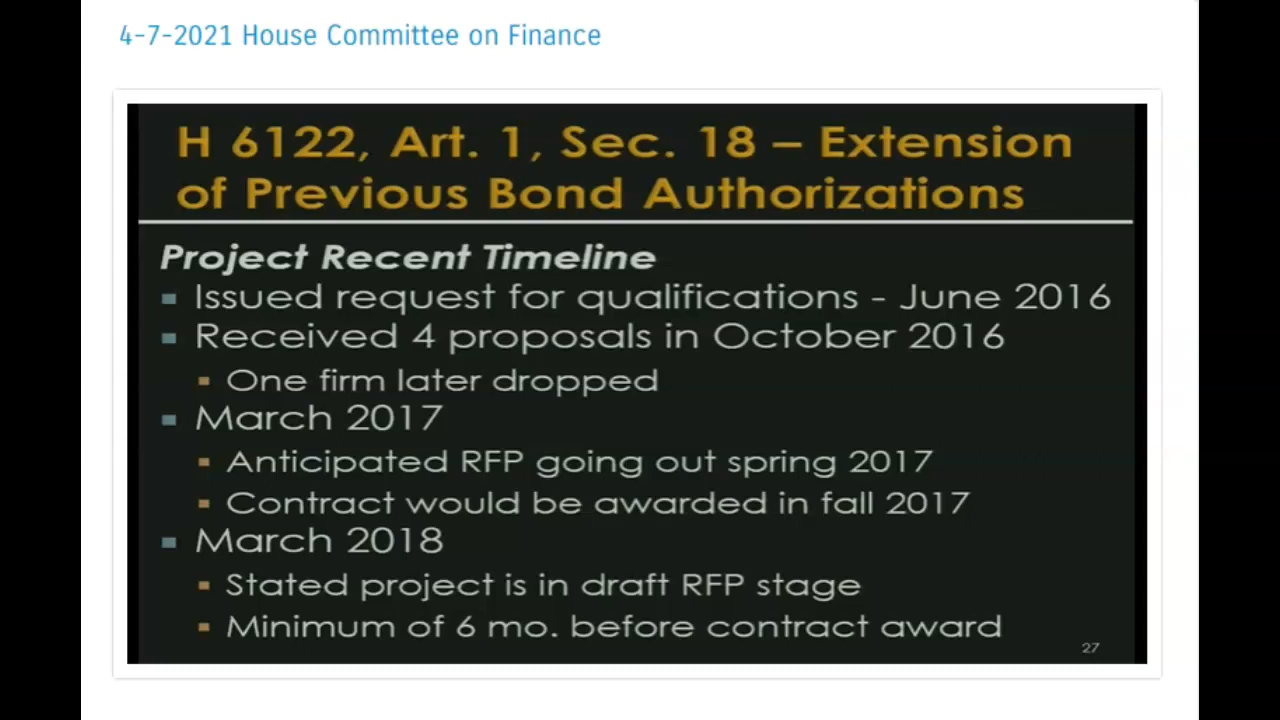 4-7-2021 House Committee on Finance
H 6122, Art. 1, Sec. 18 – Extension
of Previous Bond Authorizations
Project Recent Timeline
Issued request for qualifications - June 2016
Received 4 proposals in October 2016
One firm later dropped
March 2017
Anticipated RFP going out spring 2017
Contract would be awarded in fall 2017
March 2018
Stated project is in draft RFP stage
Minimum of 6 mo. before contract award
27